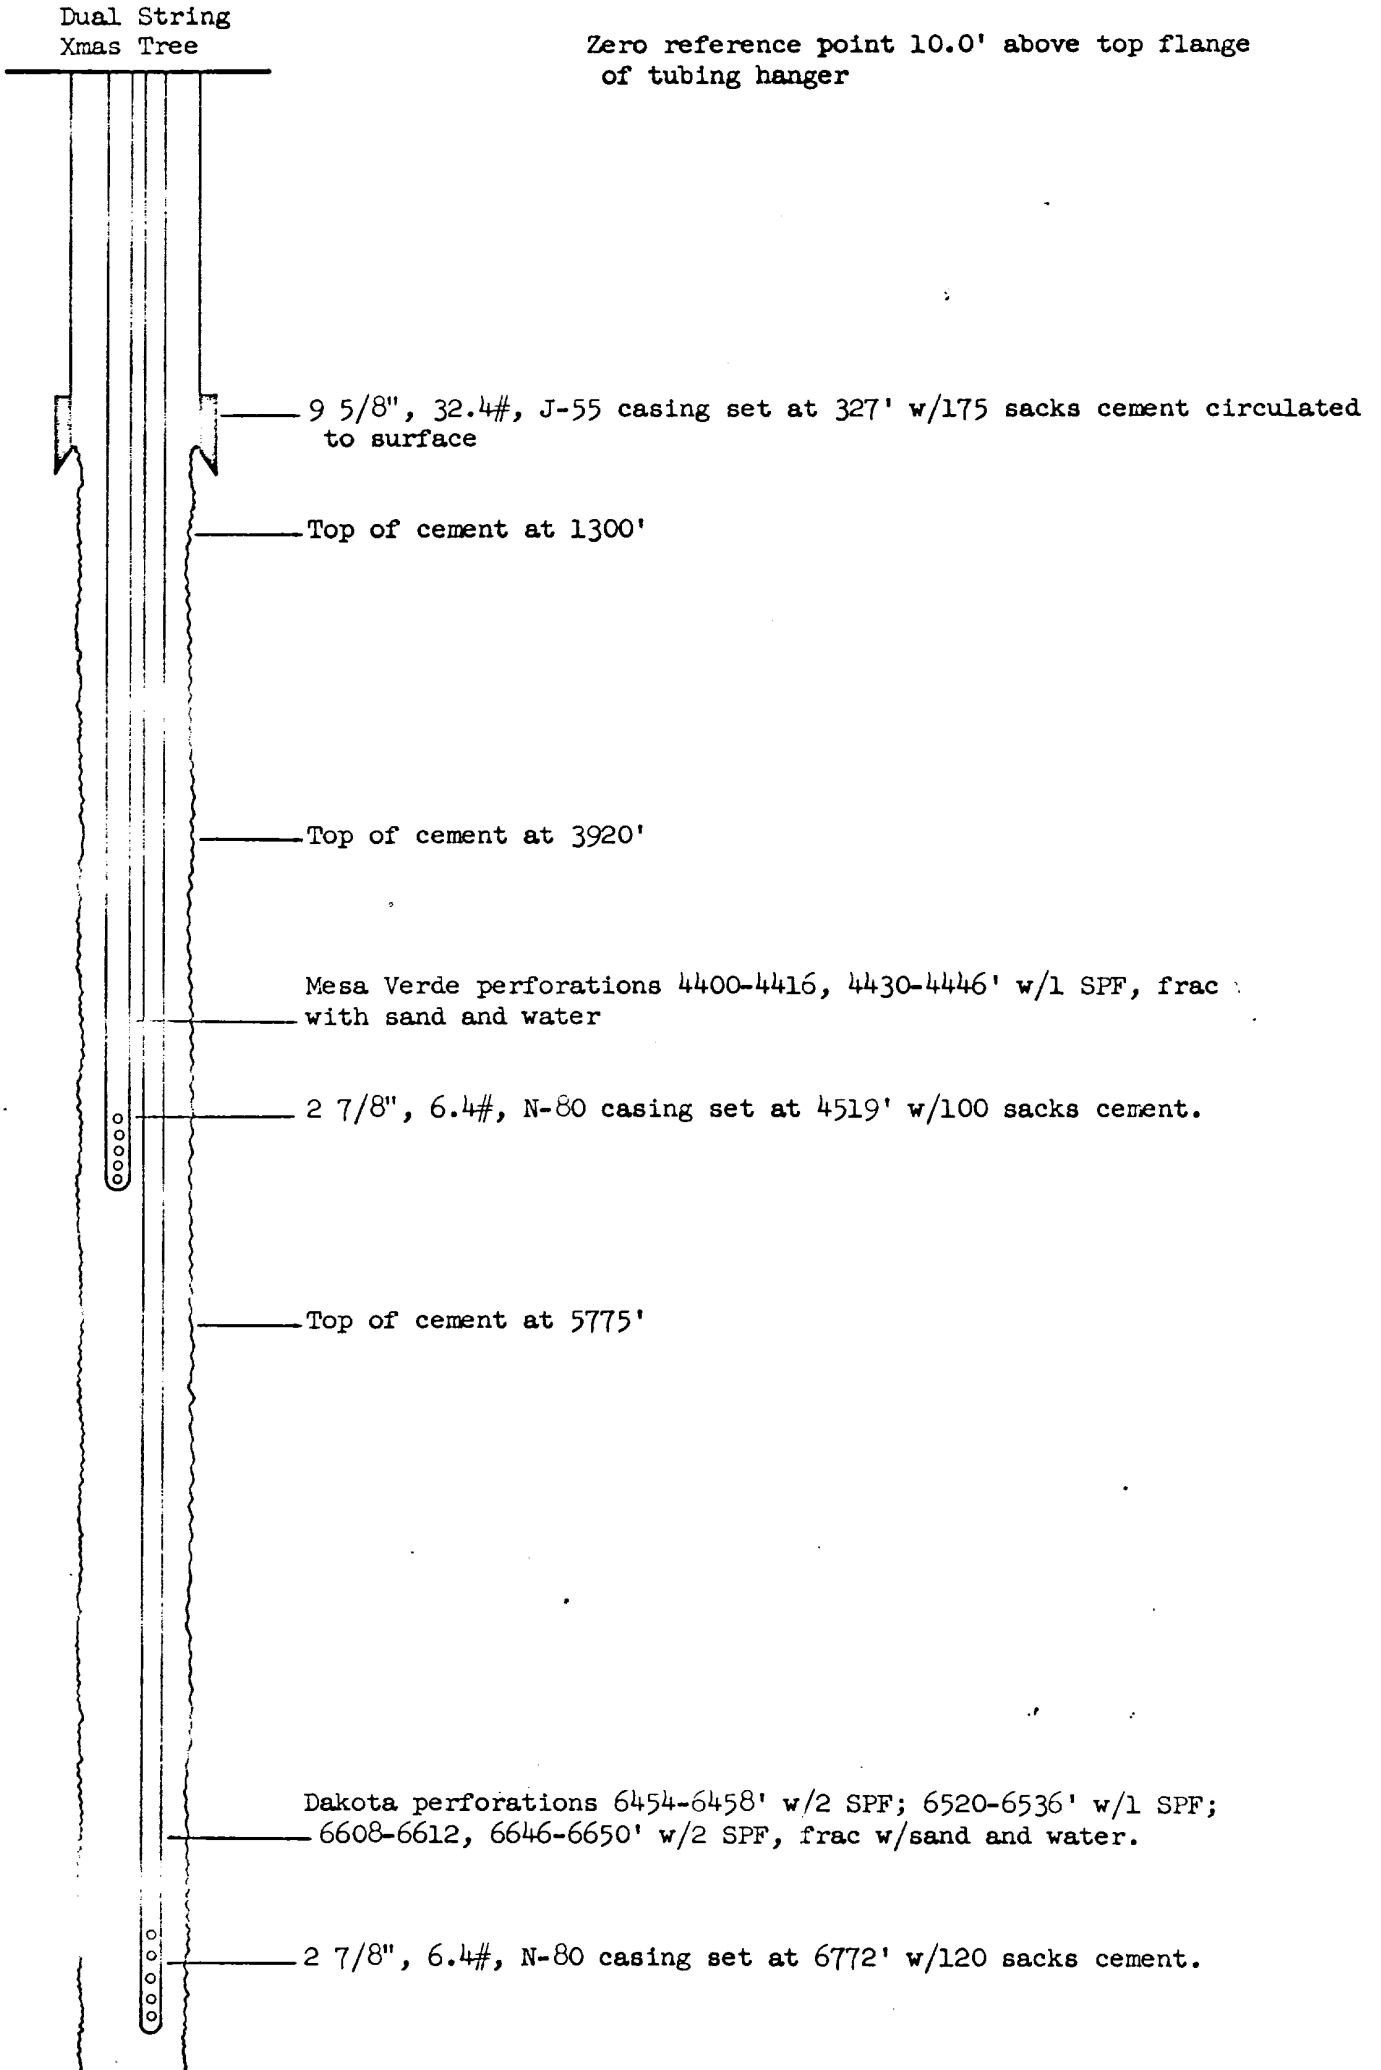 Dual String
Xmas Tree
Zero reference point 10.0' above top flange
of tubing hanger
9 5/8", 32.4#, J-55 casing set at 327' w/175 sacks cement circulated
to surface
Top of cement at 1300'
Top of cement at 3920'
Mesa Verde perforations 4400-4416, 4430-4446' w/1 SPF, frac
with sand and water
2 7/8", 6.4#, N-80 casing set at 4519' w/100 sacks cement.
Top of cement at 5775'
Dakota perforations 6454-6458' w/2 SPF; 6520-6536' w/1 SPF;
6608-6612, 6646-6650' w/2 SPF, frac w/sand and water.
2 7/8", 6.4#, N-80 casing set at 6772' w/120 sacks cement.